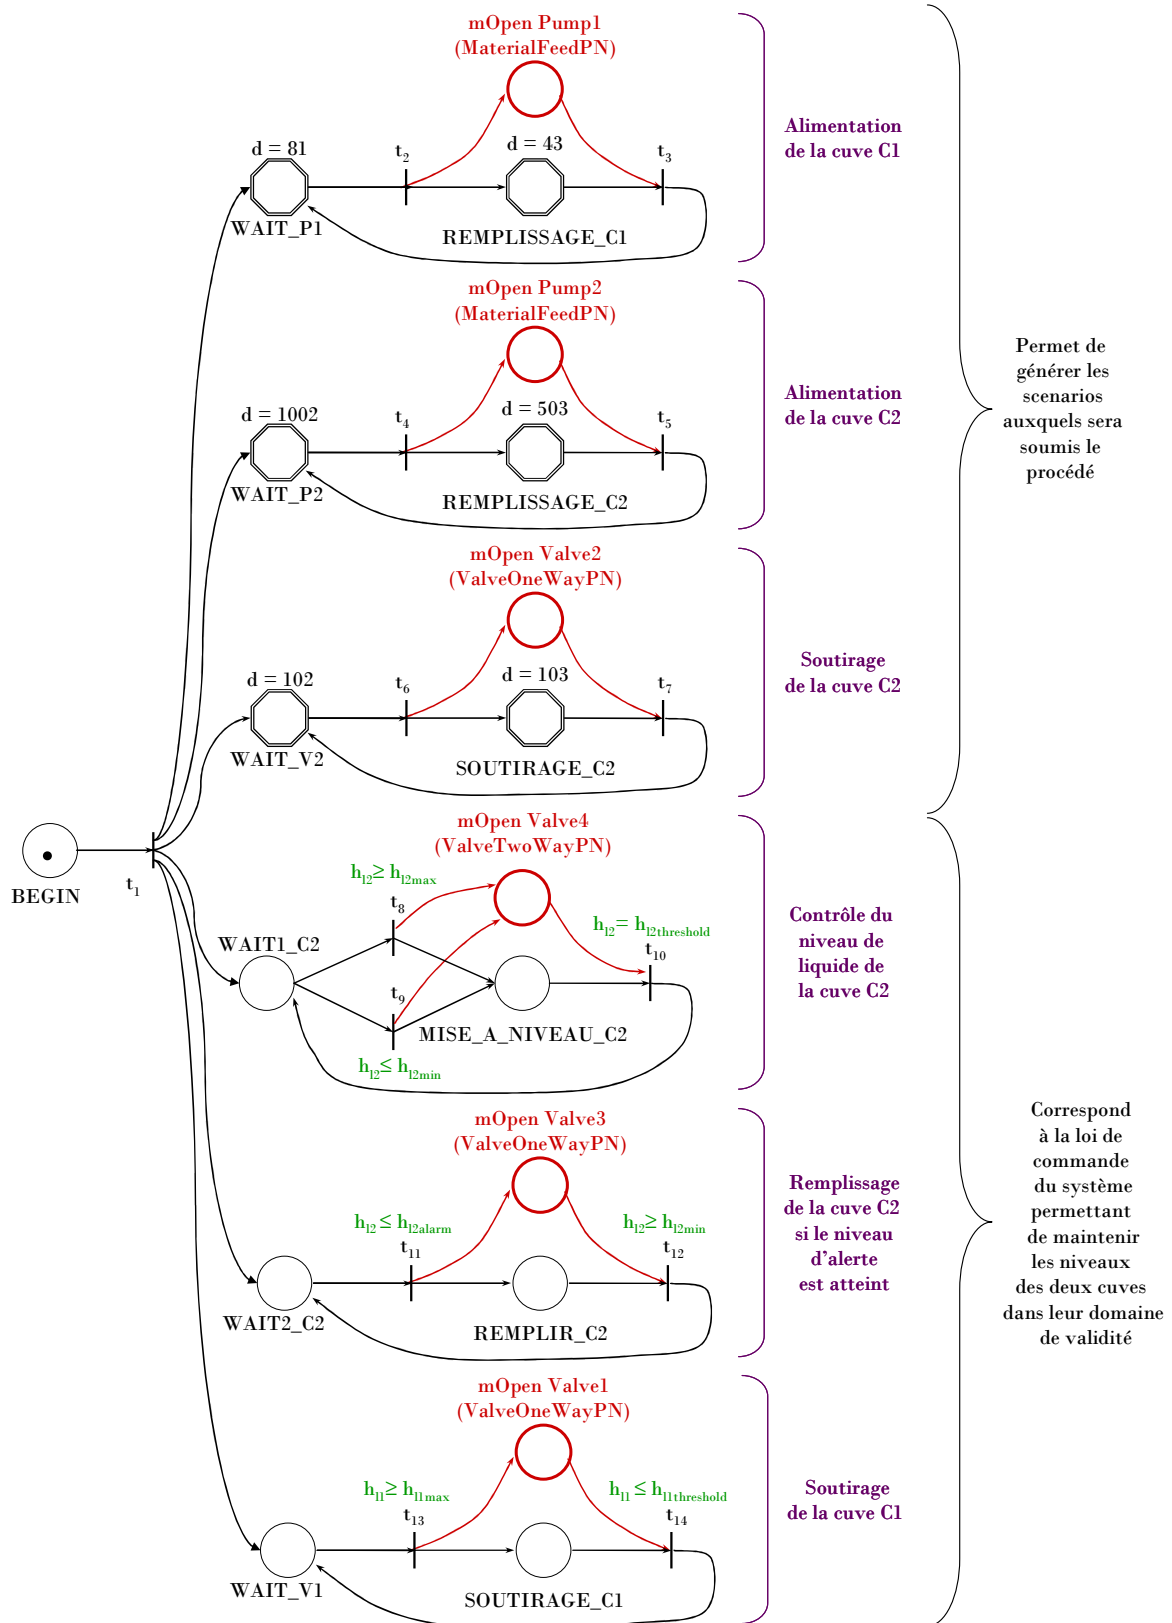 mOpen Pump1
(MaterialFeedPN)
d = 81
t2
d = 43
t3
WAIT_P1
REMPLISSAGE_C1
Alimentation
de la cuve C1
mOpen Pump2
(MaterialFeedPN)
d = 1002
t4
d = 503
t5
WAIT_P2
REMPLISSAGE_C2
Alimentation
de la cuve C2
mOpen Valve2
(ValveOneWayPN)
d = 102
t6
d = 103
t7
WAIT_V2
SOUTIRAGE_C2
Soutirage
de la cuve C2
Permet de
générer les
scenarios
auxquels sera
soumis le
procédé
BEGIN
t1
mOpen Valve4
(ValveTwoWayPN)
hl2 ≥ hl2max
t8
hl2 = hl2threshold
t10
WAIT1_C2
t9
MISE_A_NIVEAU_C2
hl2 ≤ hl2min
Contrôle du
niveau de
liquide de
la cuve C2
mOpen Valve3
(ValveOneWayPN)
hl2 ≤ hl2alarm
t11
hl2 ≥ hl2min
t12
WAIT2_C2
REMPLIR_C2
Remplissage
de la cuve C2
si le niveau
d'alerte
est atteint
mOpen Valve1
(ValveOneWayPN)
hl1 ≥ hl1max
t13
hl1 ≤ hl1threshold
t14
WAIT_V1
SOUTIRAGE_C1
Soutirage
de la cuve C1
Correspond
à la loi de
commande
du système
permettant
de maintenir
les niveaux
des deux cuves
dans leur domaine
de validité